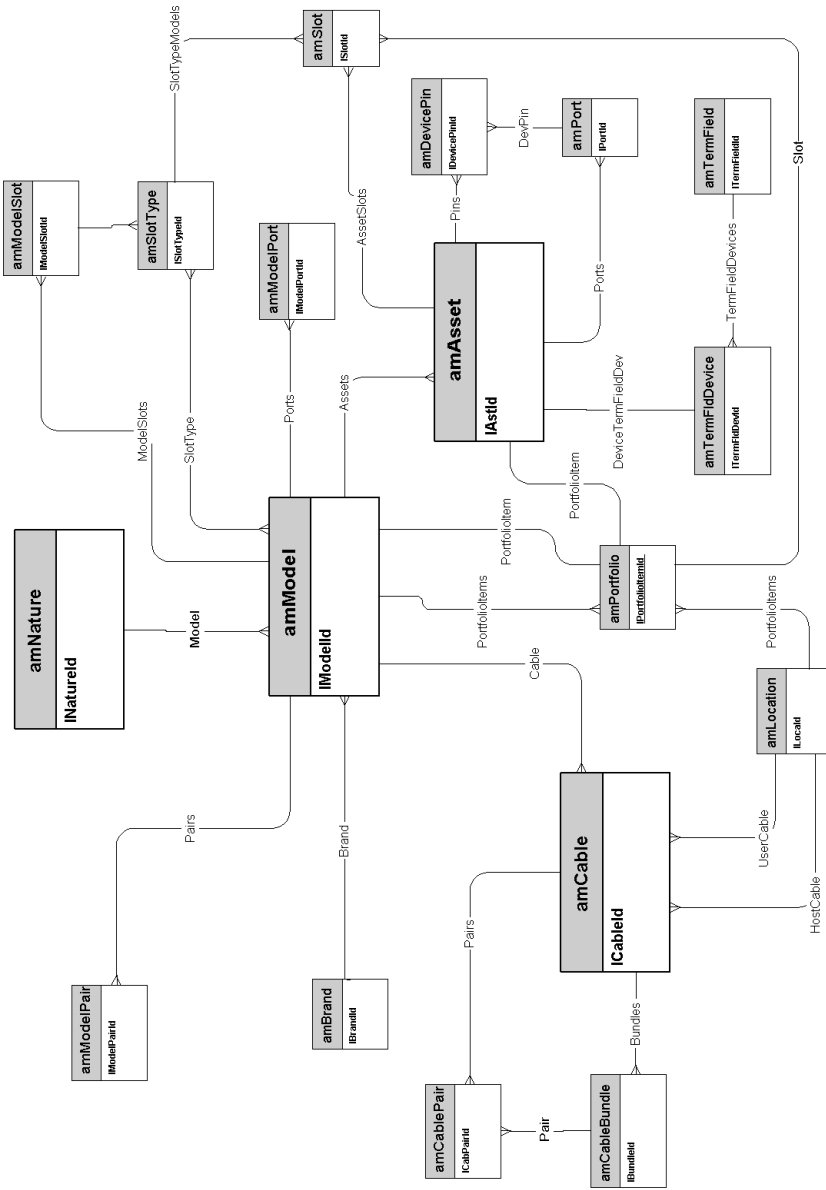 amNature
lNatureId
amModelSlot
lModelSlotId
amSlotType
lSlotTypeId
SlotTypeModels
amSlot
lSlotId
ModelSlots
SlotType
amModelPort
lModelPortId
Ports
AssetSlots
Assets
Model
amModel
lModelId
Pairs
amModelPair
lModelPairId
Brand
amBrand
lBrandId
amDevicePin
lDevicePinId
DevPin
amPort
lPortId
Pins
amAsset
lAstId
Ports
amTermField
lTermFieldId
TermFieldDevices
amTermFldDevice
lTermFldDevId
DeviceTermFieldDev
PortfolioItem
PortfolioItem
PortfolioItems
amPortfolio
lPortfolioItemId
Slot
Cable
PortfolioItems
amLocation
lLocaId
amCable
lCableId
UserCable
HostCable
Pairs
amCablePair
lCabPairId
Pair
Bundles
amCableBundle
lBundleId